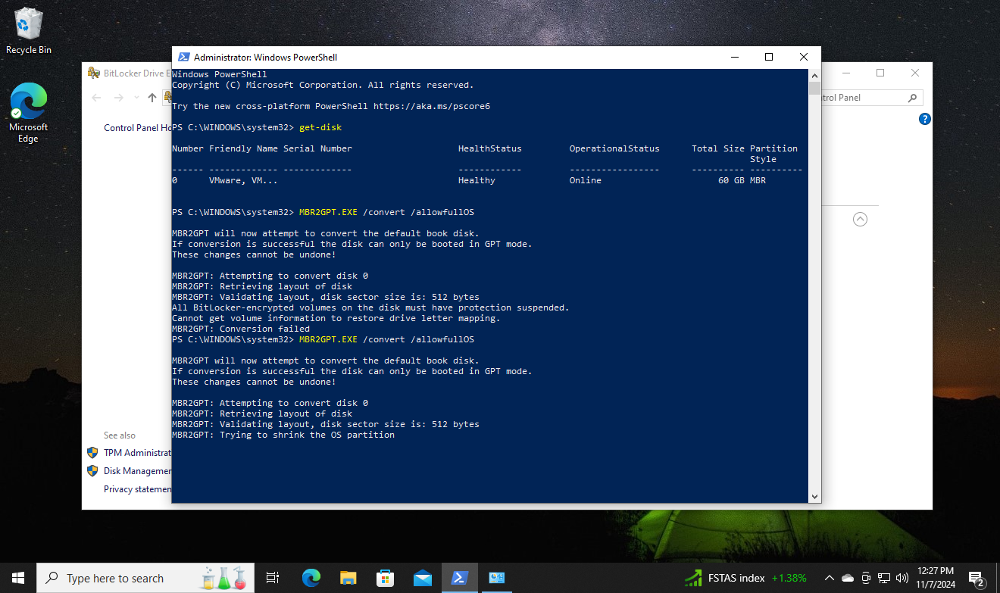 Recycle Bin
Microsoft
Edge
BitLocker Drive E
Control Panel Ho
trol Panel
See also
TPM Administrat
Disk Managemen
Privacy statemen
Administrator: Windows PowerShell
Windows PowerShell
Copyright (C) Microsoft Corporation. All rights reserved.
Try the new cross-platform PowerShell https://aka.ms/pscore6
PS C:\WINDOWS\system32> get-disk
Number Friendly Name Serial Number HealthStatus OperationalStatus Total Size Partition
Style
------ ------------- ------------- ------------ ----------------- ---------- ----------
0 VMware, VM... Healthy Online 60 GB MBR
PS C:\WINDOWS\system32> MBR2GPT.EXE /convert /allowfullOS
MBR2GPT will now attempt to convert the default book disk.
If conversion is successful the disk can only be booted in GPT mode.
These changes cannot be undone!
MBR2GPT: Attempting to convert disk 0
MBR2GPT: Retrieving layout of disk
MBR2GPT: Validating layout, disk sector size is: 512 bytes
All BitLocker-encrypted volumes on the disk must have protection suspended.
Cannot get volume information to restore drive letter mapping.
MBR2GPT: Conversion failed
PS C:\WINDOWS\system32> MBR2GPT.EXE /convert /allowfullOS
MBR2GPT will now attempt to convert the default book disk.
If conversion is successful the disk can only be booted in GPT mode.
These changes cannot be undone!
MBR2GPT: Attempting to convert disk 0
MBR2GPT: Retrieving layout of disk
MBR2GPT: Validating layout, disk sector size is: 512 bytes
MBR2GPT: Trying to shrink the OS partition
Type here to search
FSTAS index +1.38%
12:27 PM
11/7/2024
2